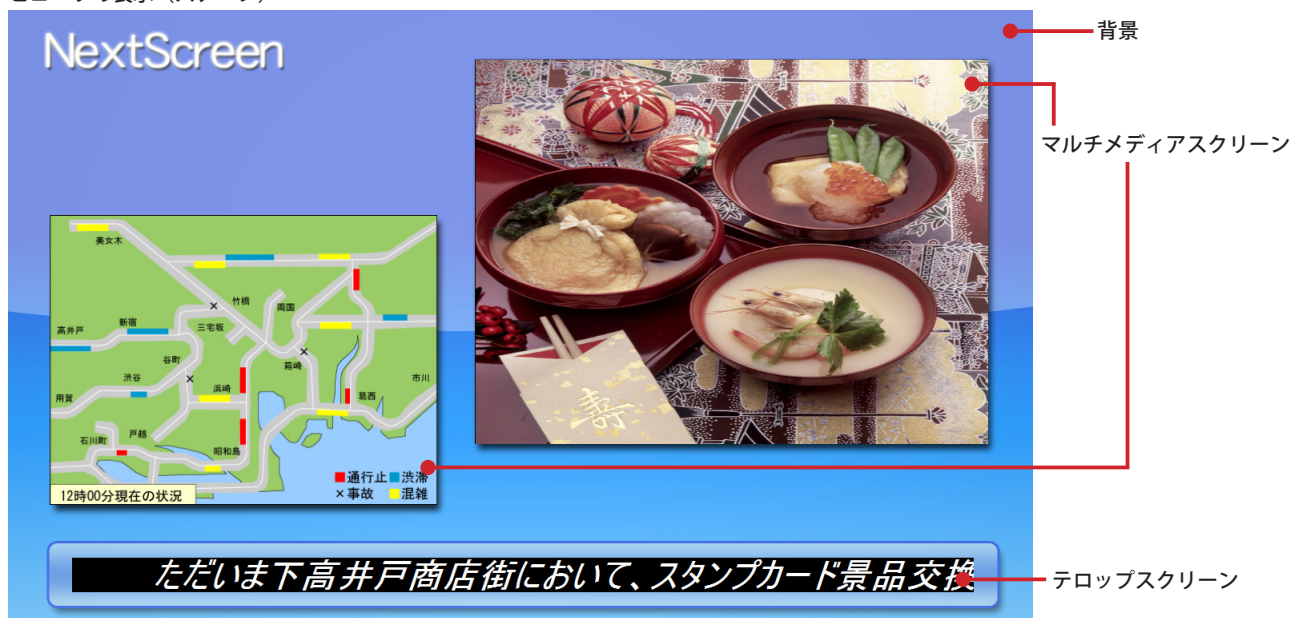 NextScreen
背景
マルチメディアスクリーン
美女木
竹橋
両国
新宿
三宅坂
高井戸
谷町
箱崎
渋谷
浜崎
市川
用賀
葛西
戸越
石川町
昭和島
■通行止■渋滞
×事故 ■混雑
12時00分現在の状況
寿
ただいま下高井戸商店街において、スタンプカード景品交換
テロップスクリーン